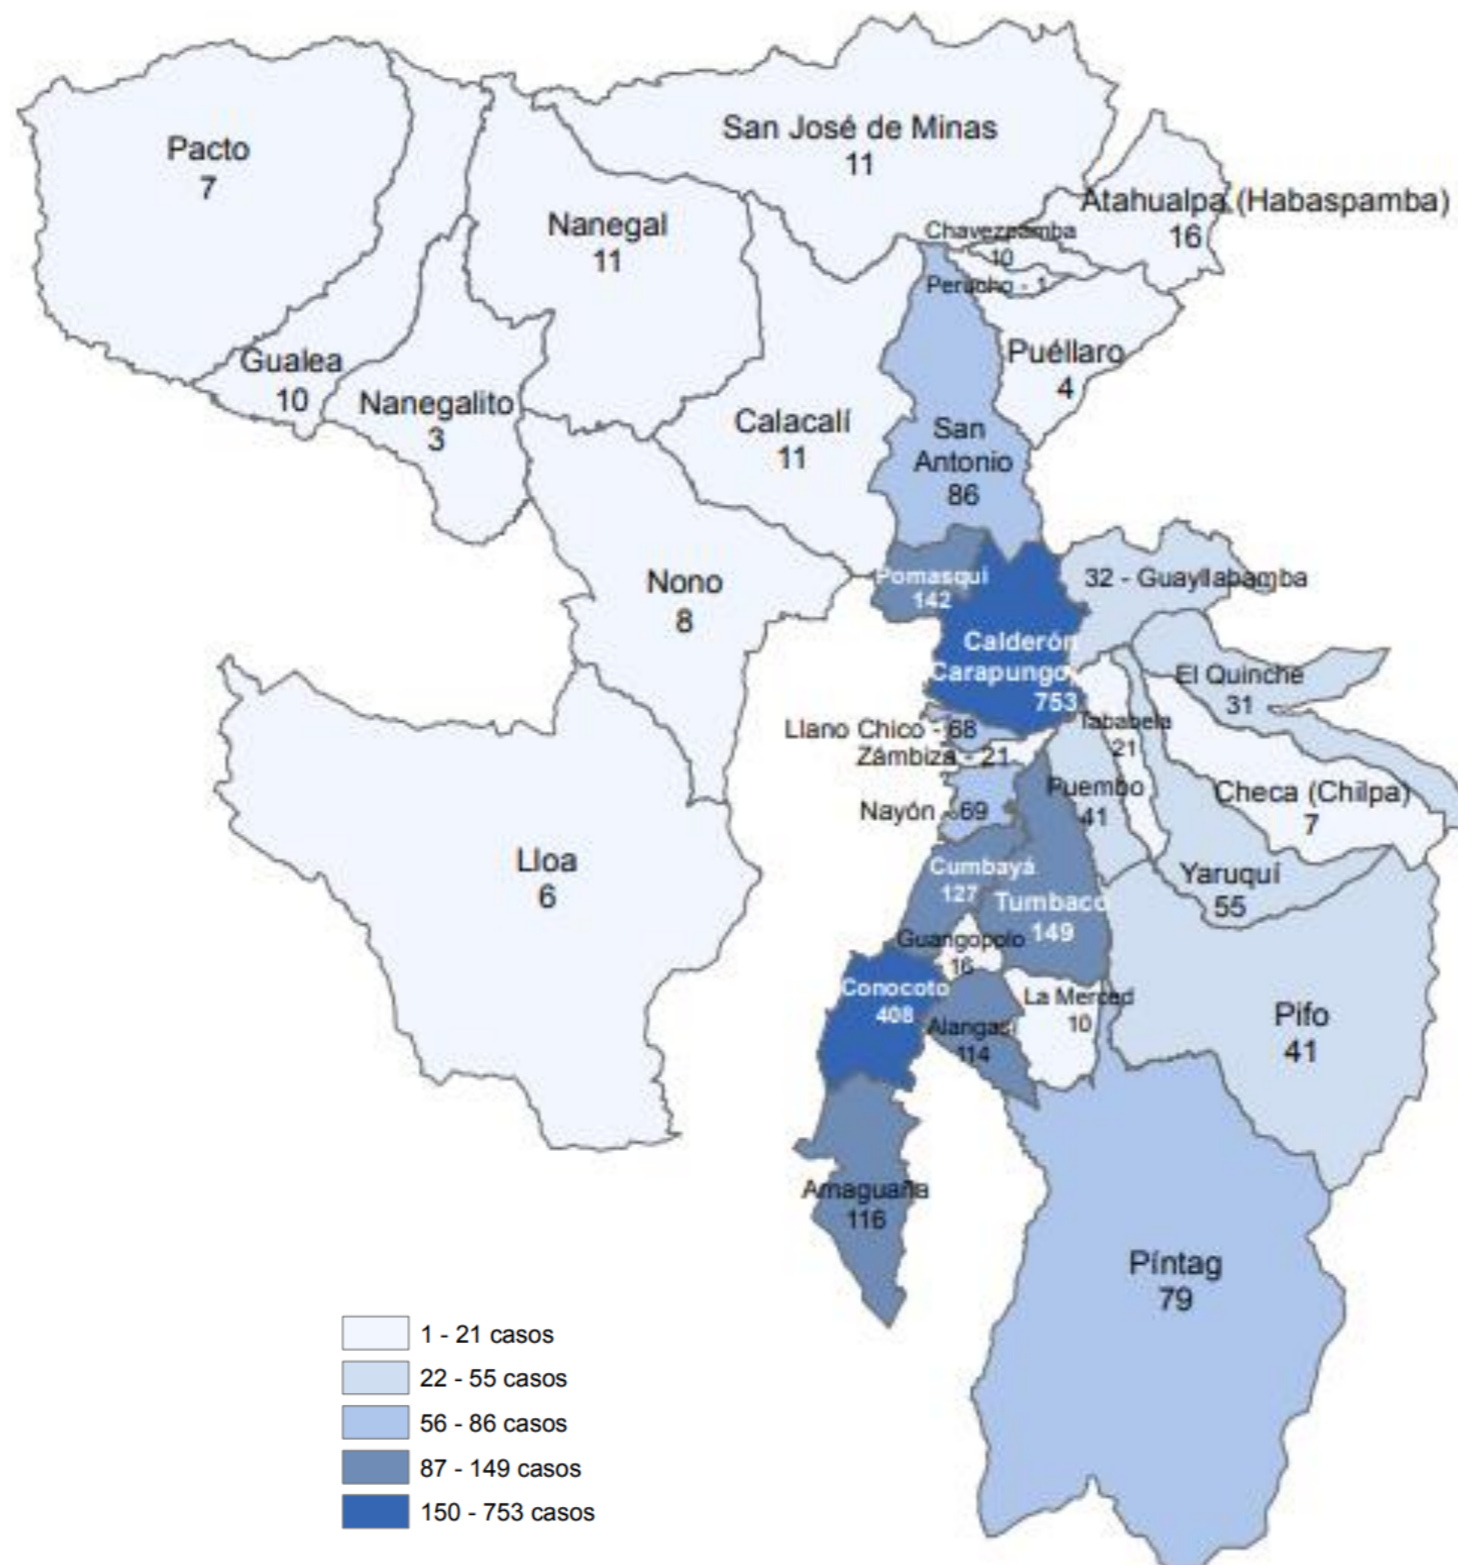 San José de Minas
11
Pacto
7
Atahualpa (Habaspamba)
16
Nanegal
11
Chavezpamba
10
Perucho - 1
Puéllaro
4
Gualea
10
Nanegalito
3
Calacalí
11
San
Antonio
86
Pomasqui
142
32 - Guayllabamba
Nono
8
Calderón
Carapungo
753
El Quinche
31
Llano Chico - 68
Zámbiza - 21
Tababela
21
Puembo
41
Checa (Chilpa)
7
Nayón - 69
Lloa
6
Cumbayá
127
Yaruquí
55
Tumbaco
149
Guangopolo
16
Conocoto
408
La Merced
10
Alangasí
114
Pifo
41
Amaguaña
116
Píntag
79
1 - 21 casos
22 - 55 casos
56 - 86 casos
87 - 149 casos
150 - 753 casos